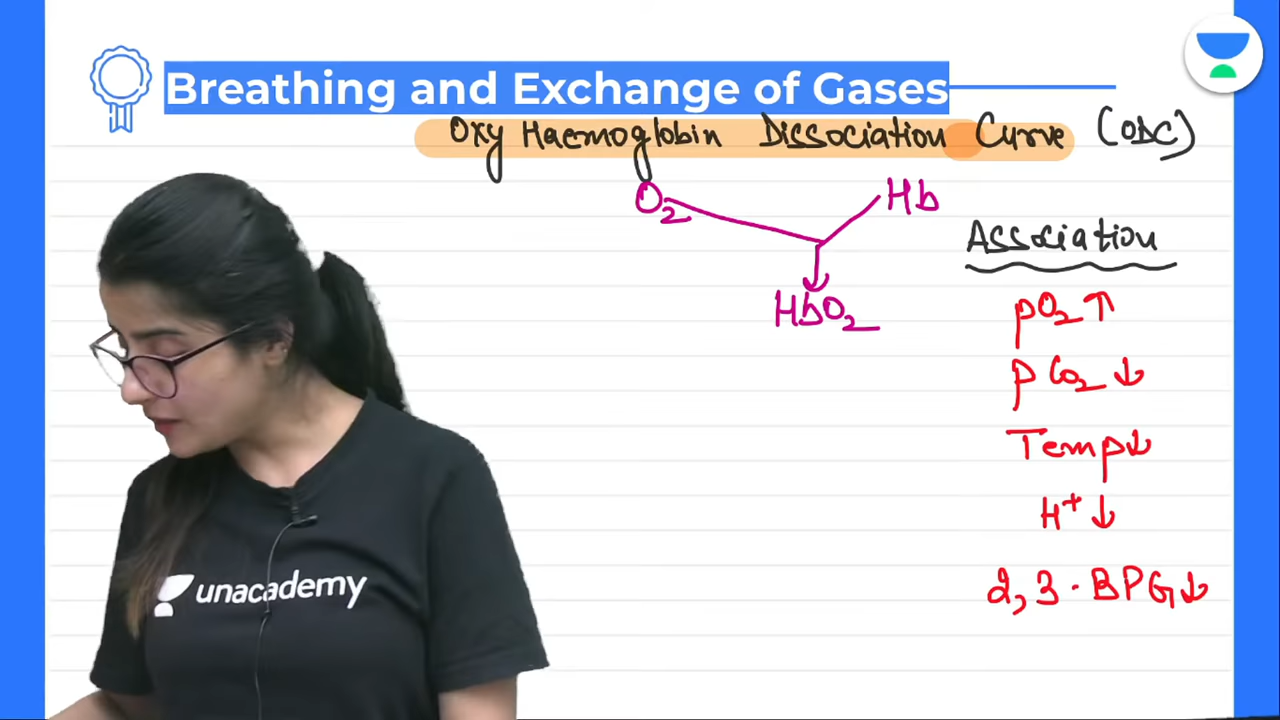 Breathing and Exchange of Gases
Oxy Haemoglobin Dissociation Curve (ODC)
O2 Hb
HbO2
Association
pO2 ↑
pCO2 ↓
Temp ↓
H+ ↓
2,3-BPG ↓
unacademy